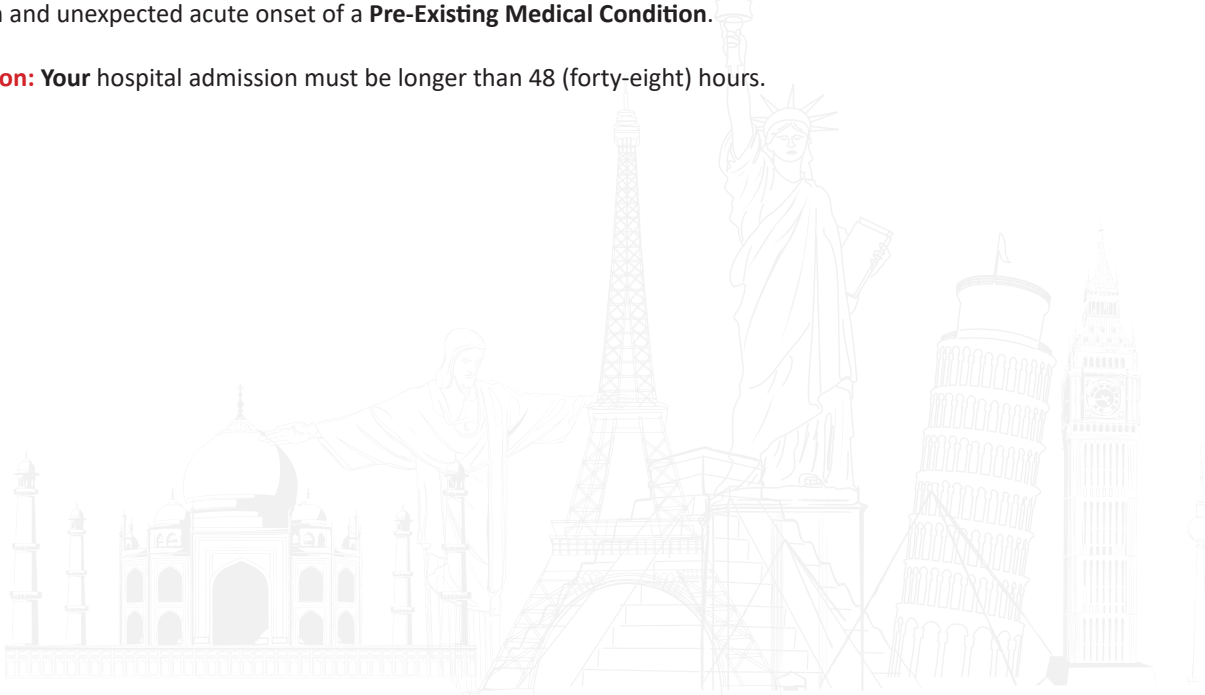 and unexpected acute onset of a Pre-Existing Medical Condition.
on: Your hospital admission must be longer than 48 (forty-eight) hours.